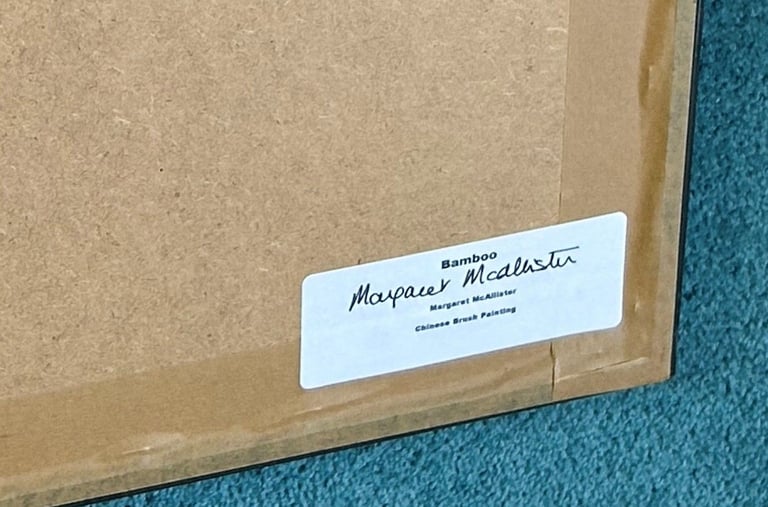 Bamboo
Margaret McAllister
Margaret McAllister
Chinese Brush Painting